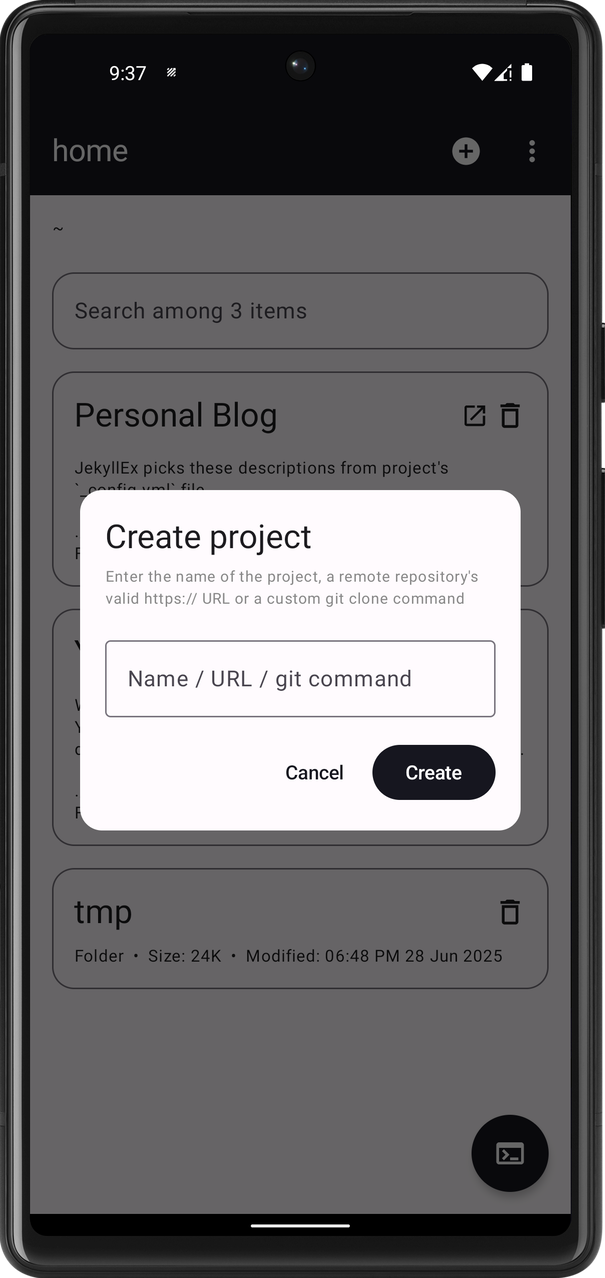 9:37
home
~
Search among 3 items
Personal Blog
JekyllEx picks these descriptions from project's
`_config.yml` file
Create project
Enter the name of the project, a remote repository's
valid https:// URL or a custom git clone command
Name / URL / git command
Cancel
Create
tmp
Folder • Size: 24K • Modified: 06:48 PM 28 Jun 2025